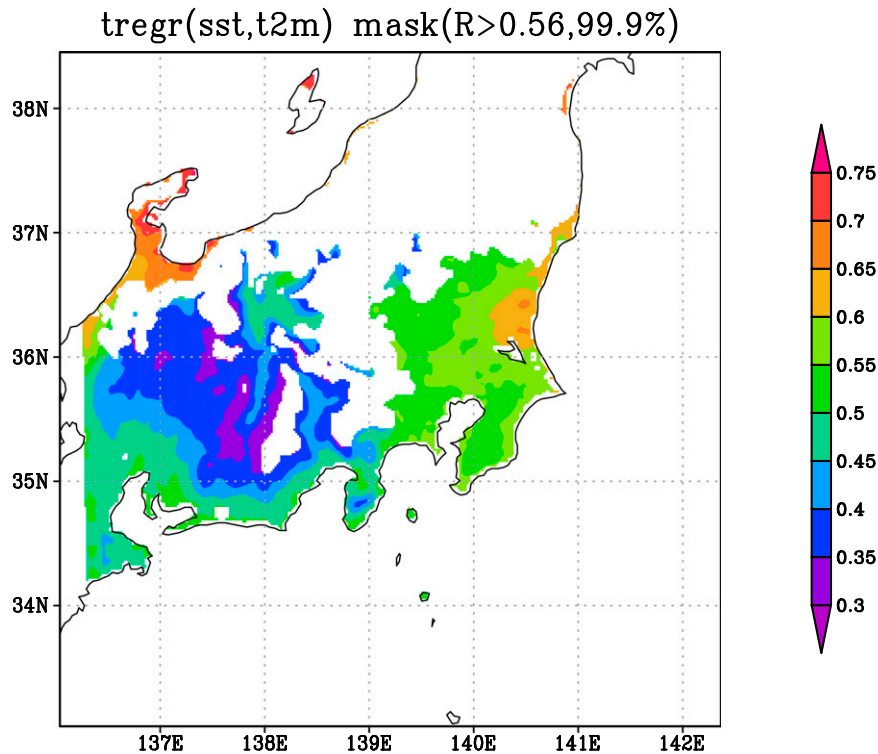 tregr(sst,t2m) mask(R>0.56,99.9%)
38N
37N
36N
35N
34N
137E 138E 139E 140E 141E 142E
0.75
0.7
0.65
0.6
0.55
0.5
0.45
0.4
0.35
0.3